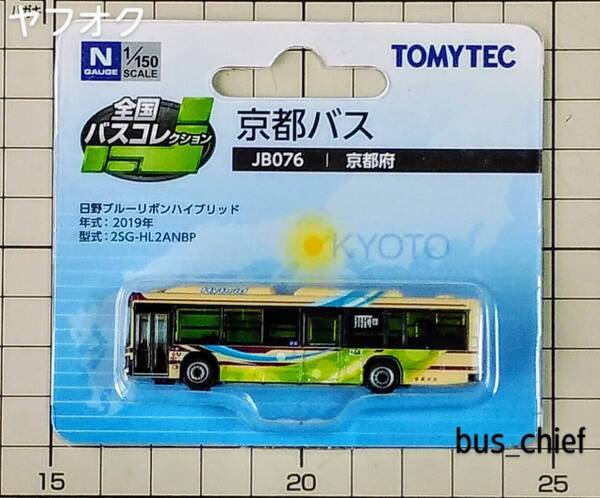 ハガキ
ヤフオク
N
GAUGE
1/150
SCALE
TOMYTEC
全国
バスコレクション
京都バス
JB076 | 京都府
日野ブルーリボンハイブリッド
年式:2019年
型式:2SG-HL2ANBP
KYOTO
bus_chief
15
20
25